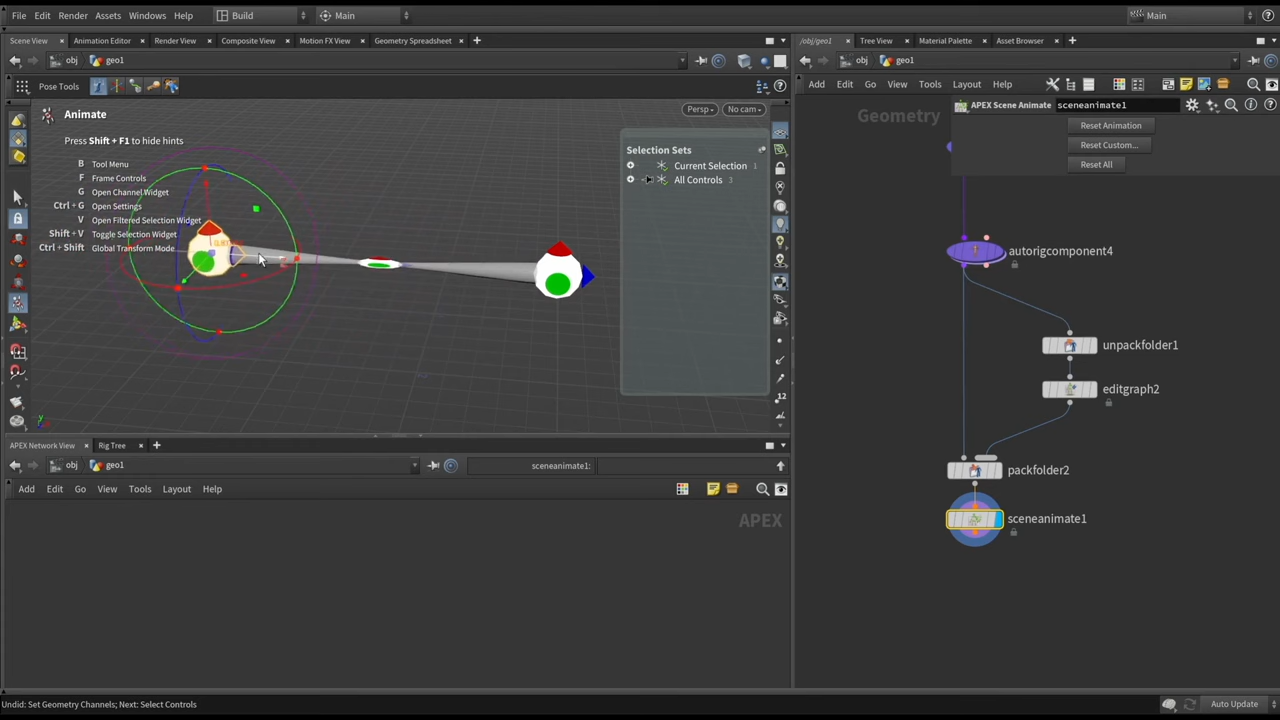 File Edit Render Assets Windows Help Build Main Main
Scene View Animation Editor Render View Composite View Motion FX View Geometry Spreadsheet
obj geo1
Pose Tools
Animate
Persp No cam
Press Shift + F1 to hide hints
B Tool Menu
F Frame Controls
G Open Channel Widget
Ctrl + G Open Settings
V Open Filtered Selection Widget
Shift + V Toggle Selection Widget
Ctrl + Shift Global Transform Mode
Selection Sets
Current Selection 1
All Controls 3
12
y
APEX Network View Rig Tree
obj geo1 sceneanimate1:
Add Edit Go View Tools Layout Help
APEX
/obj/geo1 Tree View Material Palette Asset Browser
obj geo1
Add Edit Go View Tools Layout Help
Geometry
APEX Scene Animate sceneanimate1
Reset Animation
Reset Custom...
Reset All
autorigcomponent4
unpackfolder1
editgraph2
packfolder2
sceneanimate1
Undid: Set Geometry Channels; Next: Select Controls
Auto Update